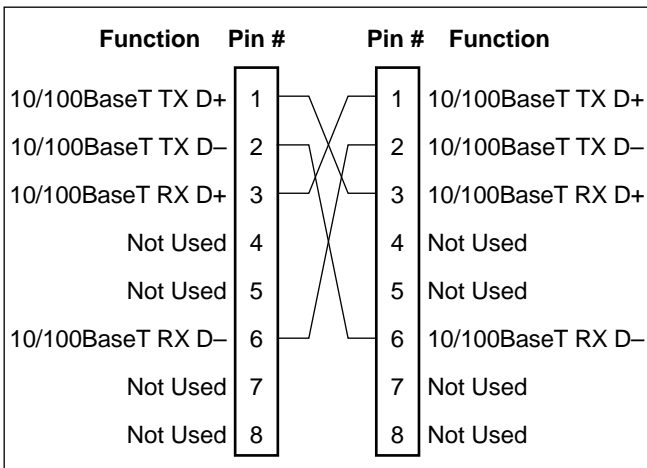 Function Pin # Pin # Function
10/100BaseT TX D+ 1 1 10/100BaseT TX D+
10/100BaseT TX D– 2 2 10/100BaseT TX D–
10/100BaseT RX D+ 3 3 10/100BaseT RX D+
Not Used 4 4 Not Used
Not Used 5 5 Not Used
10/100BaseT RX D– 6 6 10/100BaseT RX D–
Not Used 7 7 Not Used
Not Used 8 8 Not Used